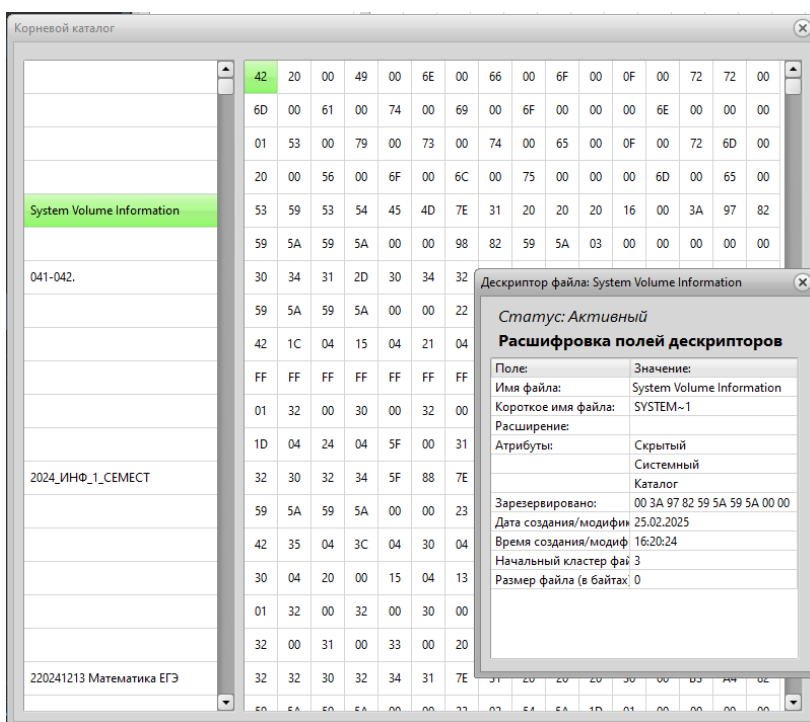 Корневой каталог
42 20 00 49 00 6E 00 66 00 6F 00 0F 00 72 72 00
6D 00 61 00 74 00 69 00 6F 00 00 00 6E 00 00 00
01 53 00 79 00 73 00 74 00 65 00 0F 00 72 6D 00
20 00 56 00 6F 00 6C 00 75 00 00 00 6D 00 65 00
System Volume Information 53 59 53 54 45 4D 7E 31 20 20 20 16 00 3A 97 82
59 5A 59 5A 00 00 98 82 59 5A 03 00 00 00 00 00
041-042. 30 34 31 2D 30 34 32
59 5A 59 5A 00 00 22
42 1C 04 15 04 21 04
FF FF FF FF FF FF FF
01 32 00 30 00 32 00
1D 04 24 04 5F 00 31
2024_ИНФ_1_СЕМЕСТ 32 30 32 34 5F 88 7E
59 5A 59 5A 00 00 23
42 35 04 3C 04 30 04
30 04 20 00 15 04 13
01 32 00 32 00 30 00
32 00 31 00 33 00 20
220241213 Математика ЕГЭ 32 32 30 32 34 31 7E
Дескриптор файла: System Volume Information
Статус: Активный
Расшифровка полей дескрипторов
Поле: Значение:
Имя файла: System Volume Information
Короткое имя файла: SYSTEM~1
Расширение:
Атрибуты: Скрытый
Системный
Каталог
Зарезервировано: 00 3A 97 82 59 5A 59 5A 00 00
Дата создания/модифик 25.02.2025
Время создания/модиф 16:20:24
Начальный кластер фай 3
Размер файла (в байтах) 0